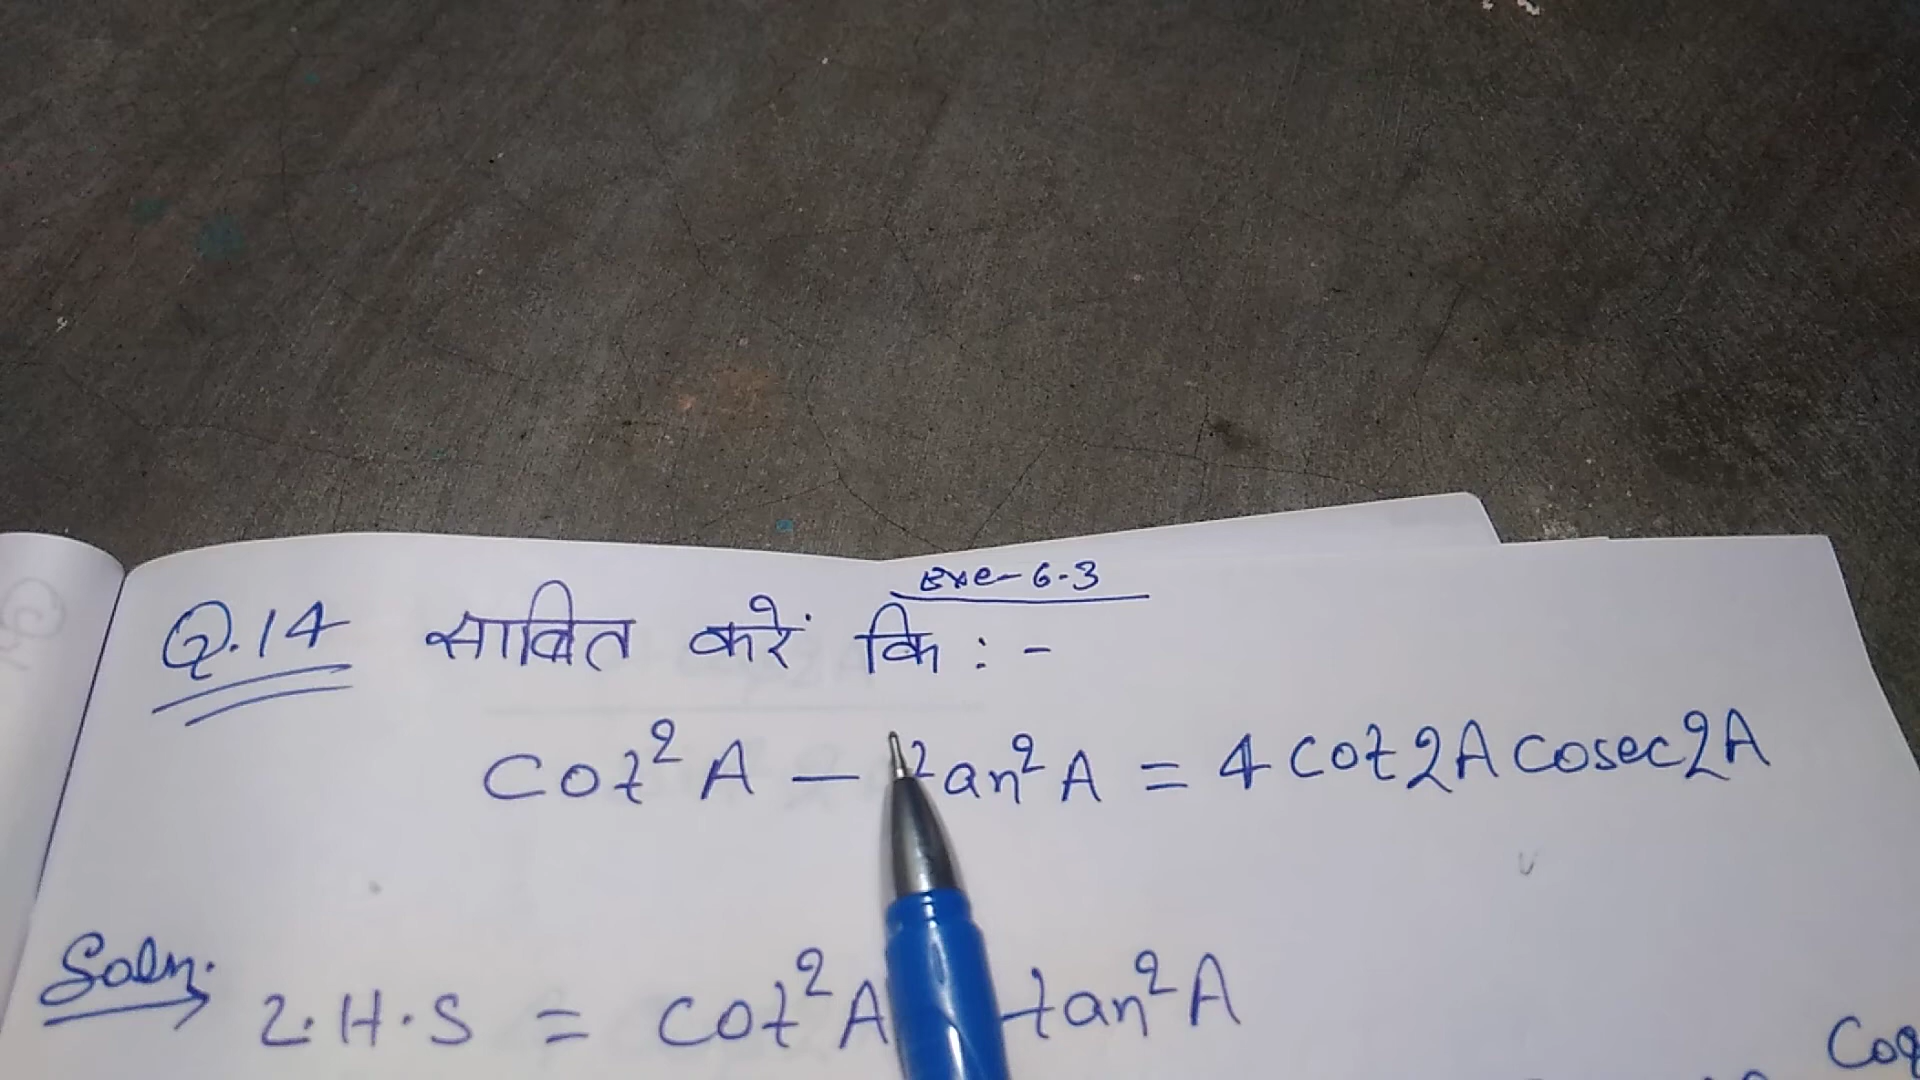 Exe-6.3
Q.14 साबित करें कि :-
Cot²A - tan²A = 4 Cot2A Cosec2A
Soln. L.H.S = Cot²A tan²A